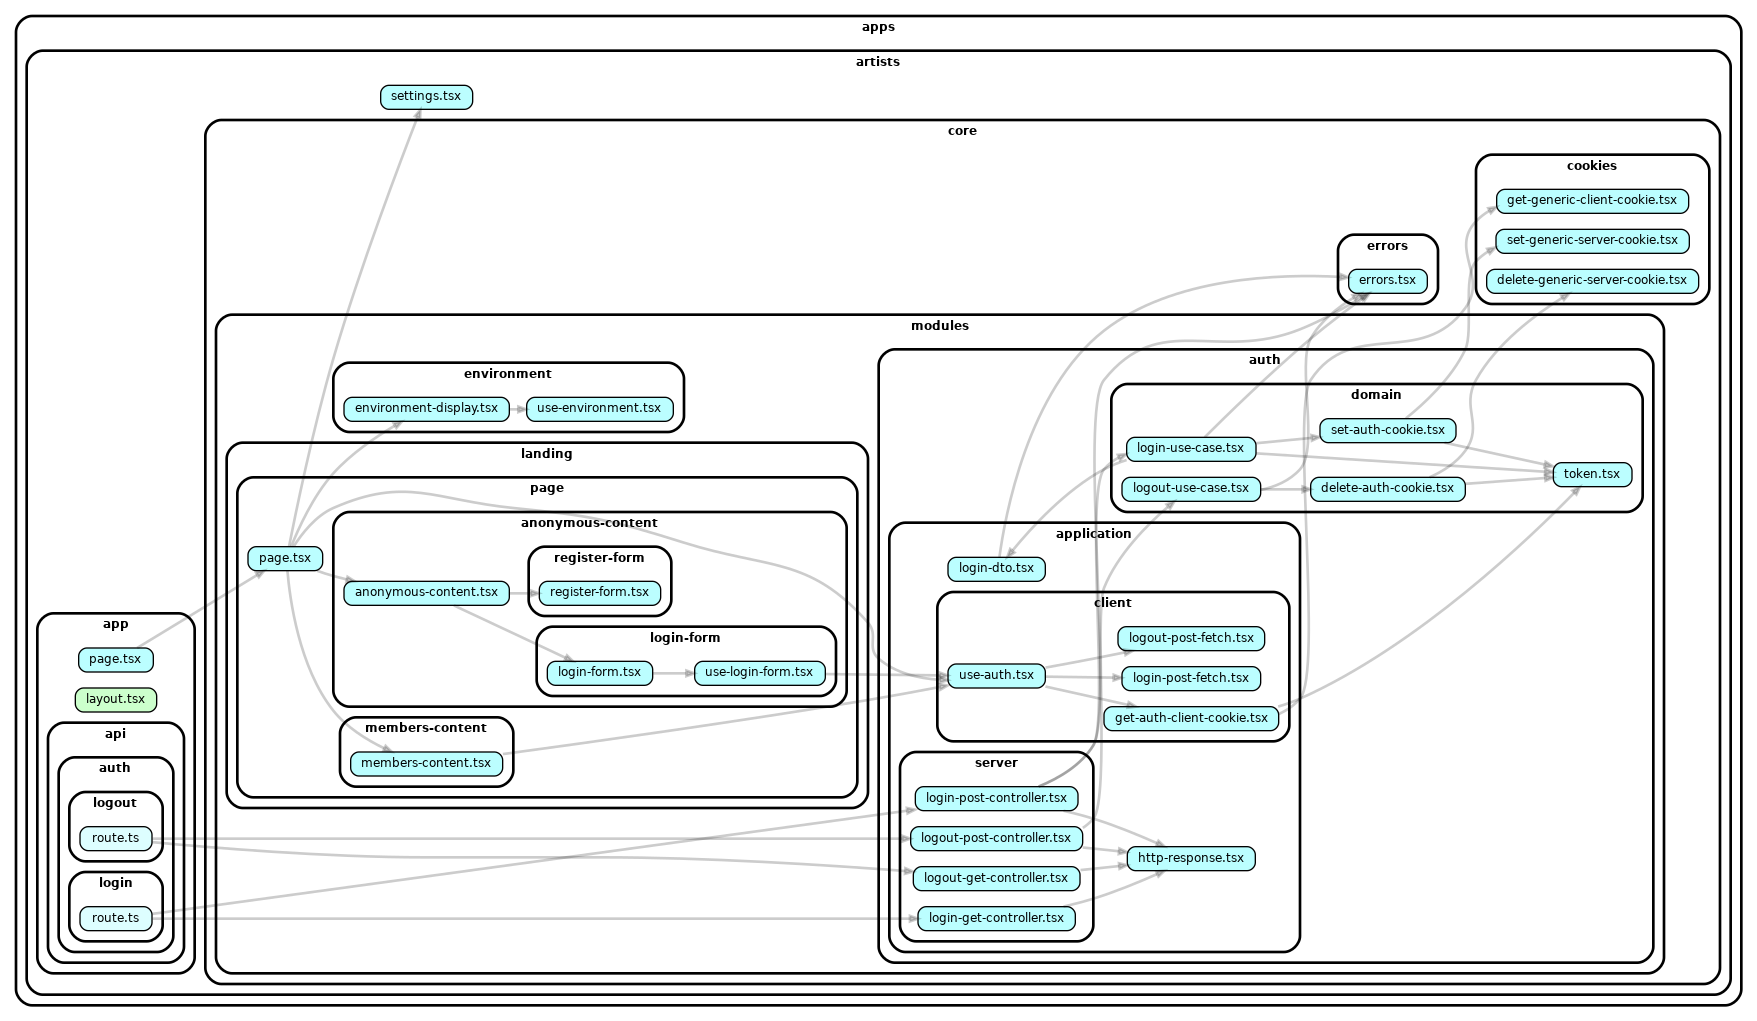 apps
artists
settings.tsx
core
cookies
get-generic-client-cookie.tsx
set-generic-server-cookie.tsx
delete-generic-server-cookie.tsx
errors
errors.tsx
modules
environment
environment-display.tsx
use-environment.tsx
landing
page
page.tsx
anonymous-content
anonymous-content.tsx
register-form
register-form.tsx
login-form
login-form.tsx
use-login-form.tsx
members-content
members-content.tsx
auth
domain
login-use-case.tsx
set-auth-cookie.tsx
token.tsx
logout-use-case.tsx
delete-auth-cookie.tsx
application
login-dto.tsx
client
logout-post-fetch.tsx
use-auth.tsx
login-post-fetch.tsx
get-auth-client-cookie.tsx
server
login-post-controller.tsx
logout-post-controller.tsx
logout-get-controller.tsx
login-get-controller.tsx
http-response.tsx
app
page.tsx
layout.tsx
api
auth
logout
route.ts
login
route.ts